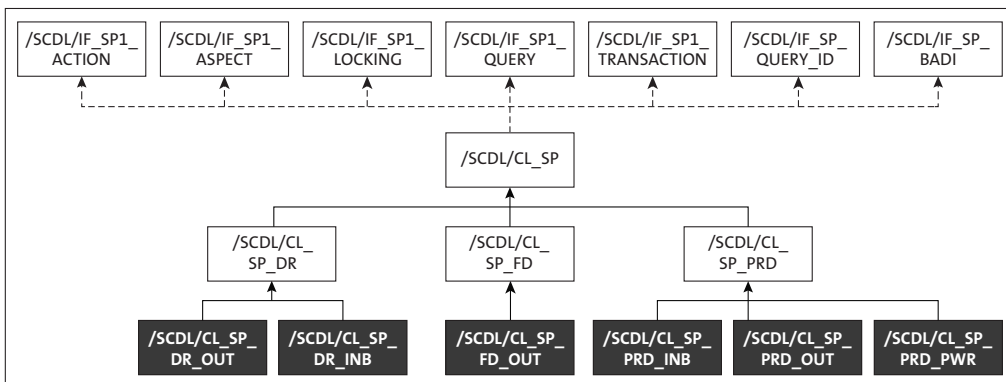 /SCDL/IF_SP1_
ACTION
/SCDL/IF_SP1_
ASPECT
/SCDL/IF_SP1_
LOCKING
/SCDL/IF_SP1_
QUERY
/SCDL/IF_SP1_
TRANSACTION
/SCDL/IF_SP_
QUERY_ID
/SCDL/IF_SP_
BADI
/SCDL/CL_SP
/SCDL/CL_
SP_DR
/SCDL/CL_
SP_FD
/SCDL/CL_
SP_PRD
/SCDL/CL_SP_
DR_OUT
/SCDL/CL_SP_
DR_INB
/SCDL/CL_SP_
FD_OUT
/SCDL/CL_SP_
PRD_INB
/SCDL/CL_SP_
PRD_OUT
/SCDL/CL_SP_
PRD_PWR